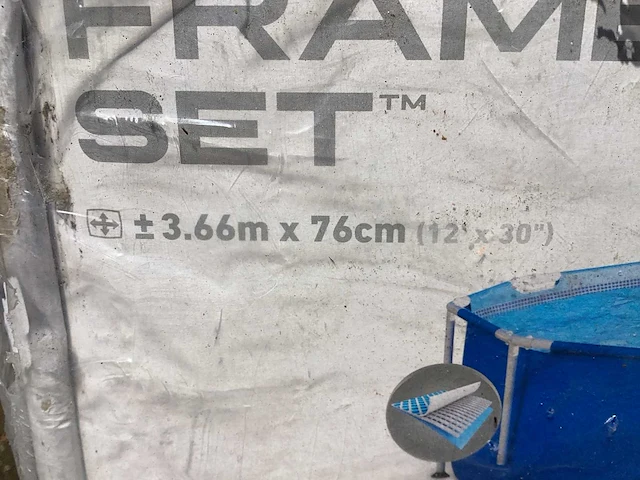 FRAME
SET™
± 3.66m x 76cm (12' x 30")